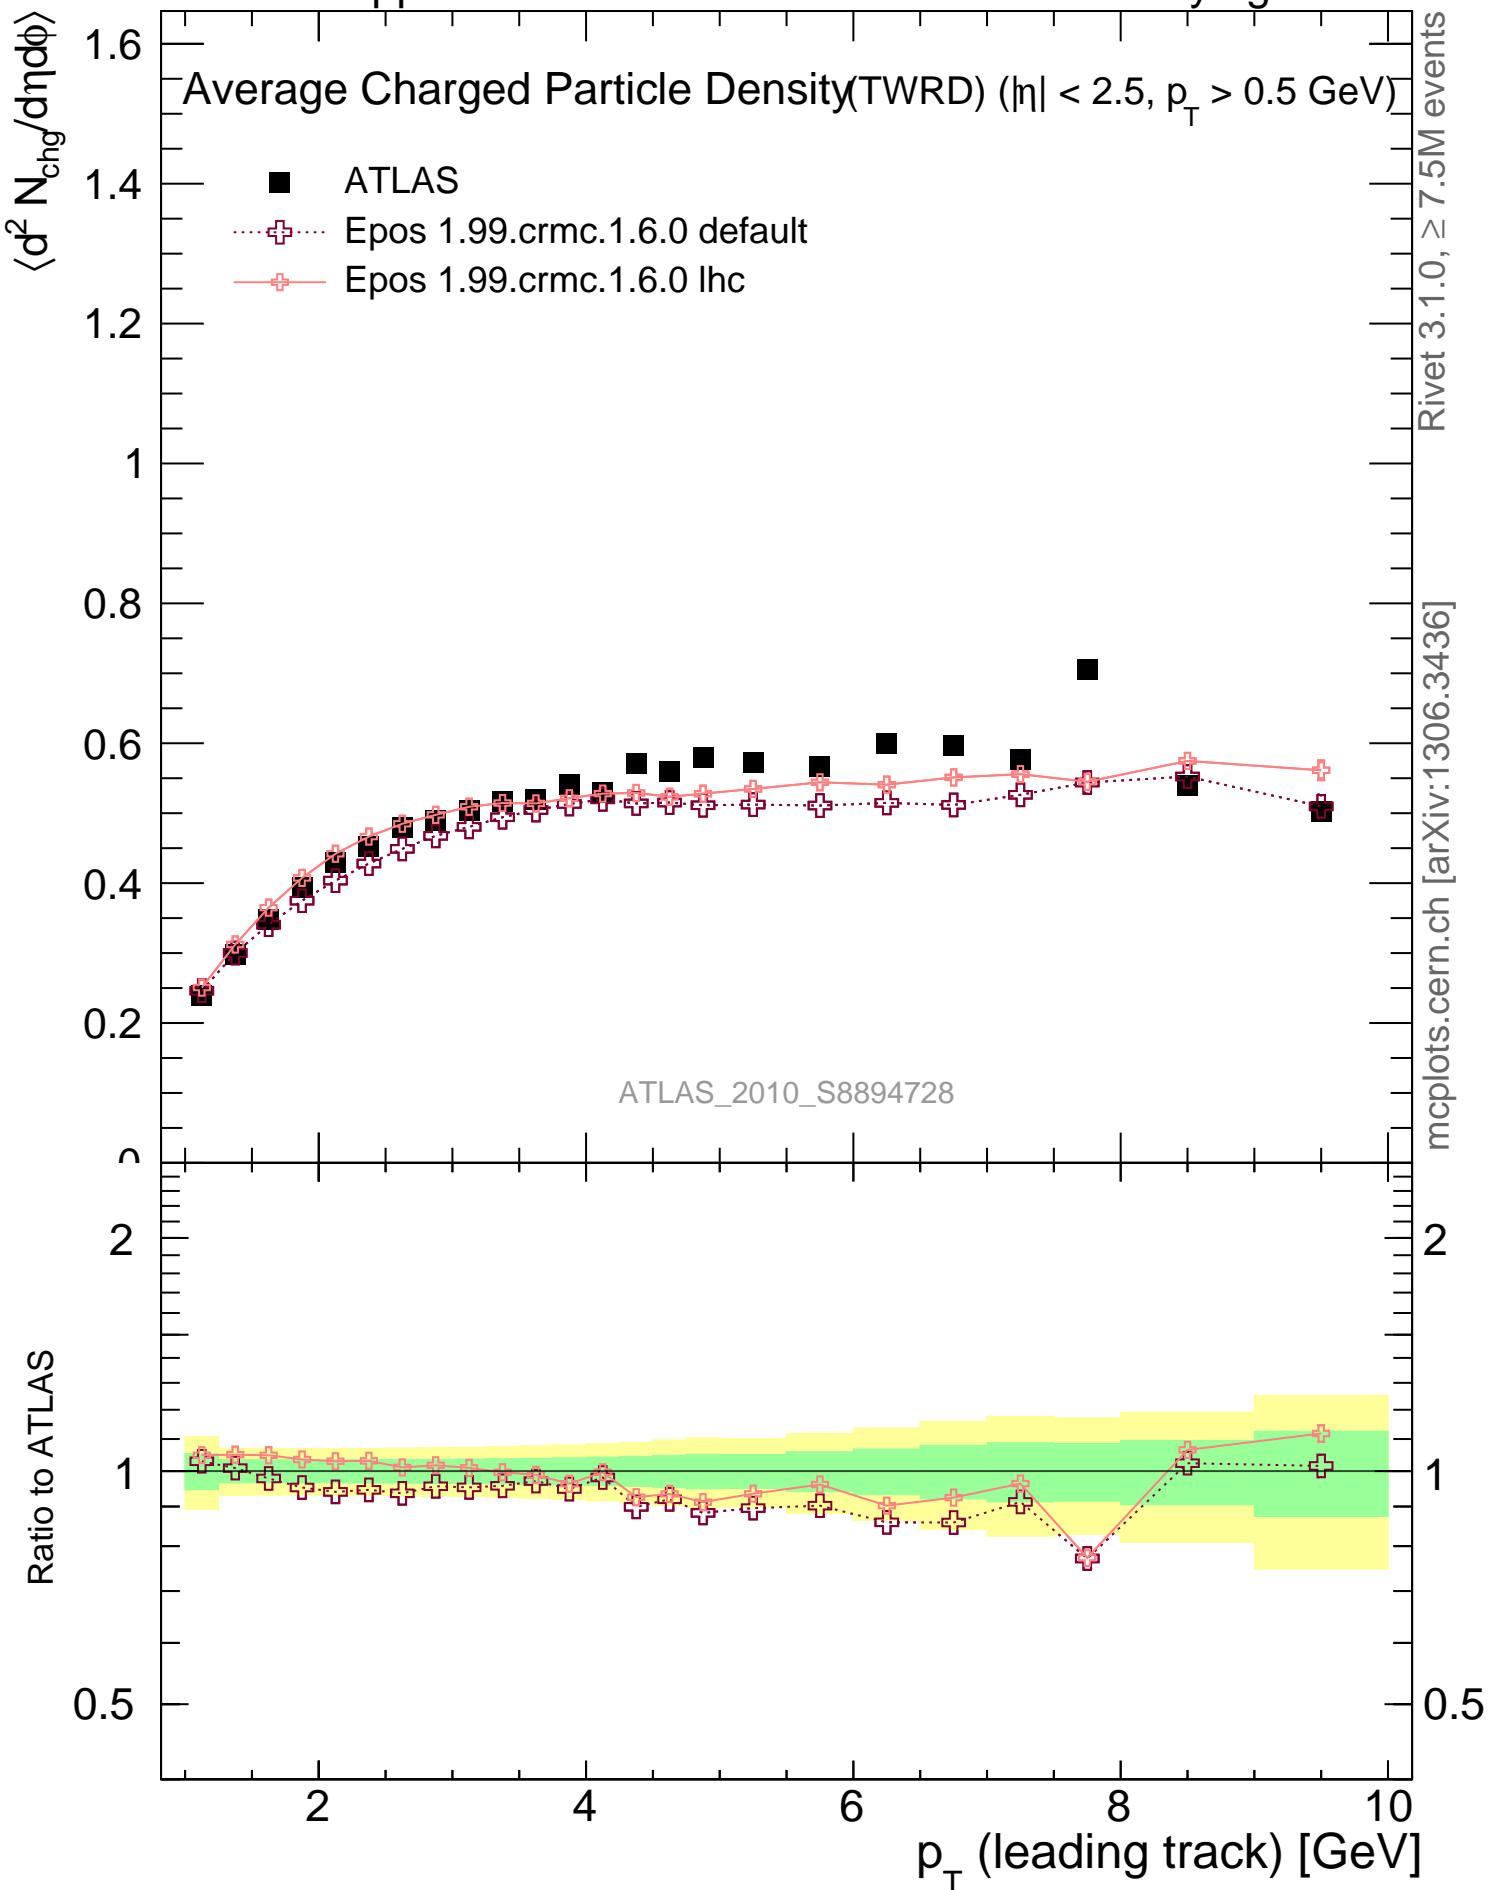 Average Charged Particle Density(TWRD) (|η| < 2.5, p_T > 0.5 GeV)
⟨d² N_chg/dηdϕ⟩
ATLAS
Epos 1.99.crmc.1.6.0 default
Epos 1.99.crmc.1.6.0 lhc
1.6
1.4
1.2
1
0.8
0.6
0.4
0.2
0
ATLAS_2010_S8894728
Rivet 3.1.0, ≥ 7.5M events
mcplots.cern.ch [arXiv:1306.3436]
Ratio to ATLAS
2
1
0.5
2
1
0.5
2 4 6 8 10
p_T (leading track) [GeV]